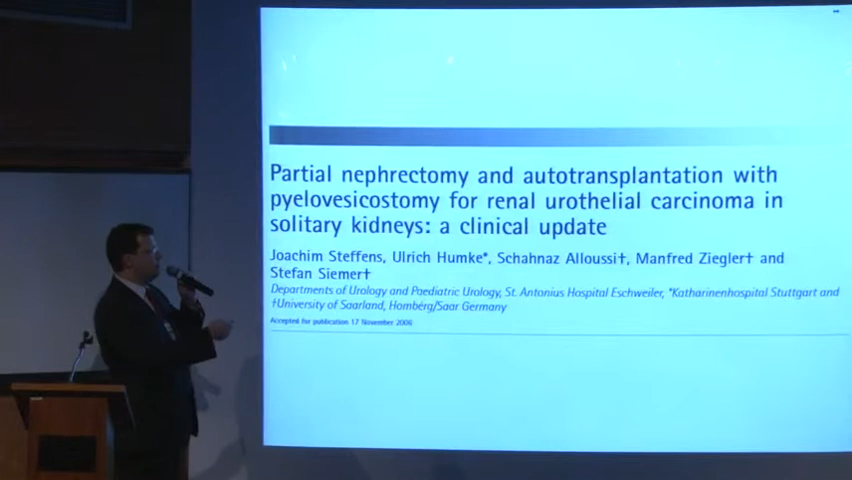 Partial nephrectomy and autotransplantation with
pyelovesicostomy for renal urothelial carcinoma in
solitary kidneys: a clinical update
Joachim Steffens, Ulrich Humke*, Schahnaz Alloussi†, Manfred Ziegler† and
Stefan Siemer†
Departments of Urology and Paediatric Urology, St. Antonius Hospital Eschweiler, *Katharinenhospital Stuttgart and
†University of Saarland, Homberg/Saar Germany
Accepted for publication 17 November 2006